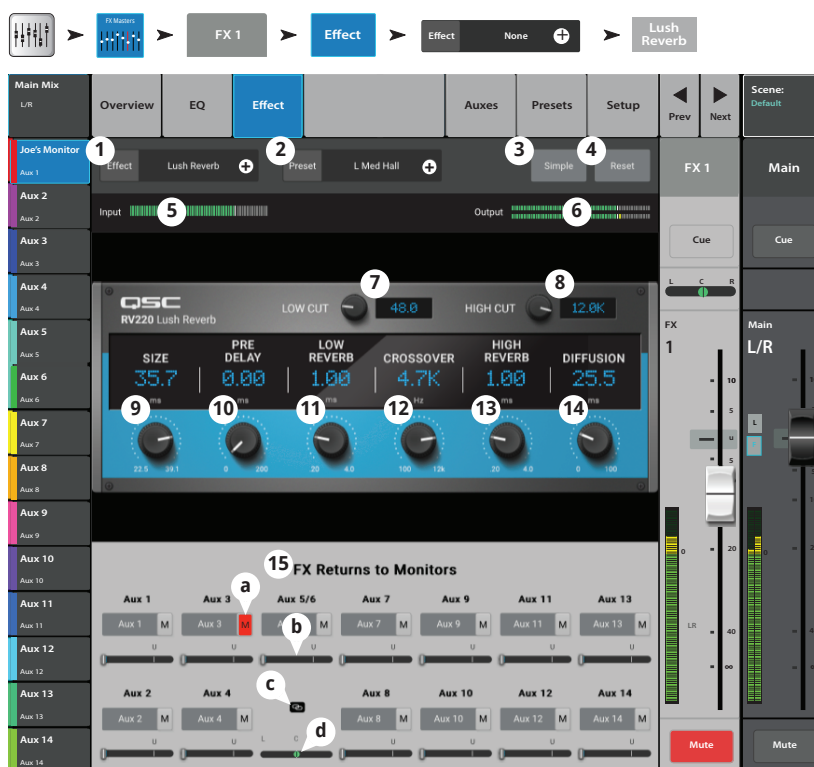 FX Masters
FX 1
Effect
Effect None
Lush Reverb
Main Mix
L/R
Overview EQ Effect Auxes Presets Setup
Prev Next
Scene:
Default
Joe's Monitor
Aux 1
1 Effect Lush Reverb
2 Preset L Med Hall
3 Simple
4 Reset
FX 1
Main
Aux 2
Aux 2
Input 5
Output 6
Aux 3
Aux 3
Cue
Cue
Aux 4
Aux 4
L C R
QSC
RV220 Lush Reverb
LOW CUT 7 48.0
HIGH CUT 8 12.0K
FX
1
Main
L/R
Aux 5
Aux 5
SIZE
35.7
ms
9
22.5 39.1
PRE DELAY
0.00
ms
10
0 200
LOW REVERB
1.00
ms
11
.20 4.0
CROSSOVER
4.7K
Hz
12
100 12k
HIGH REVERB
1.00
ms
13
.20 4.0
DIFFUSION
25.5
14
0 100
Aux 6
Aux 6
Aux 7
Aux 7
Aux 8
Aux 8
Aux 9
Aux 9
Aux 10
Aux 10
Aux 11
Aux 11
Aux 12
Aux 12
Aux 13
Aux 13
Aux 14
Aux 14
10
5
U
5
20
40
∞
0
LR
L
0
15 FX Returns to Monitors
a
Aux 1 Aux 3 Aux 5/6 Aux 7 Aux 9 Aux 11 Aux 13
Aux 1 M Aux 3 M M Aux 7 M Aux 9 M Aux 11 M Aux 13 M
b
U U U U U U U
c
Aux 2 Aux 4 Aux 8 Aux 10 Aux 12 Aux 14
Aux 2 M Aux 4 M Aux 8 M Aux 10 M Aux 12 M Aux 14 M
d
U U L C U U U U
Mute
Mute